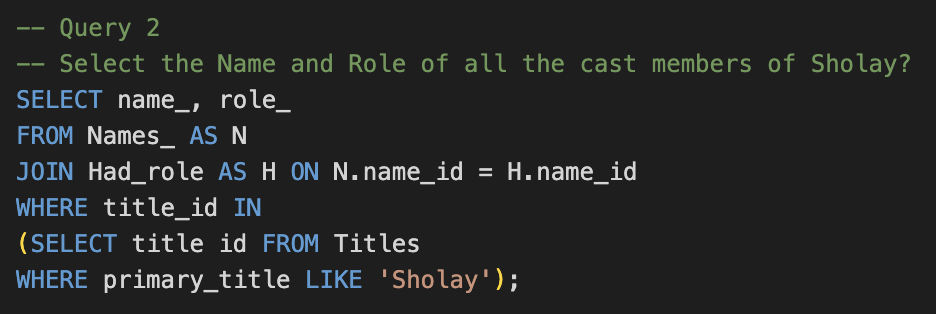 -- Query 2
-- Select the Name and Role of all the cast members of Sholay?
SELECT name_, role_
FROM Names_ AS N
JOIN Had_role AS H ON N.name_id = H.name_id
WHERE title_id IN
(SELECT title id FROM Titles
WHERE primary_title LIKE 'Sholay');